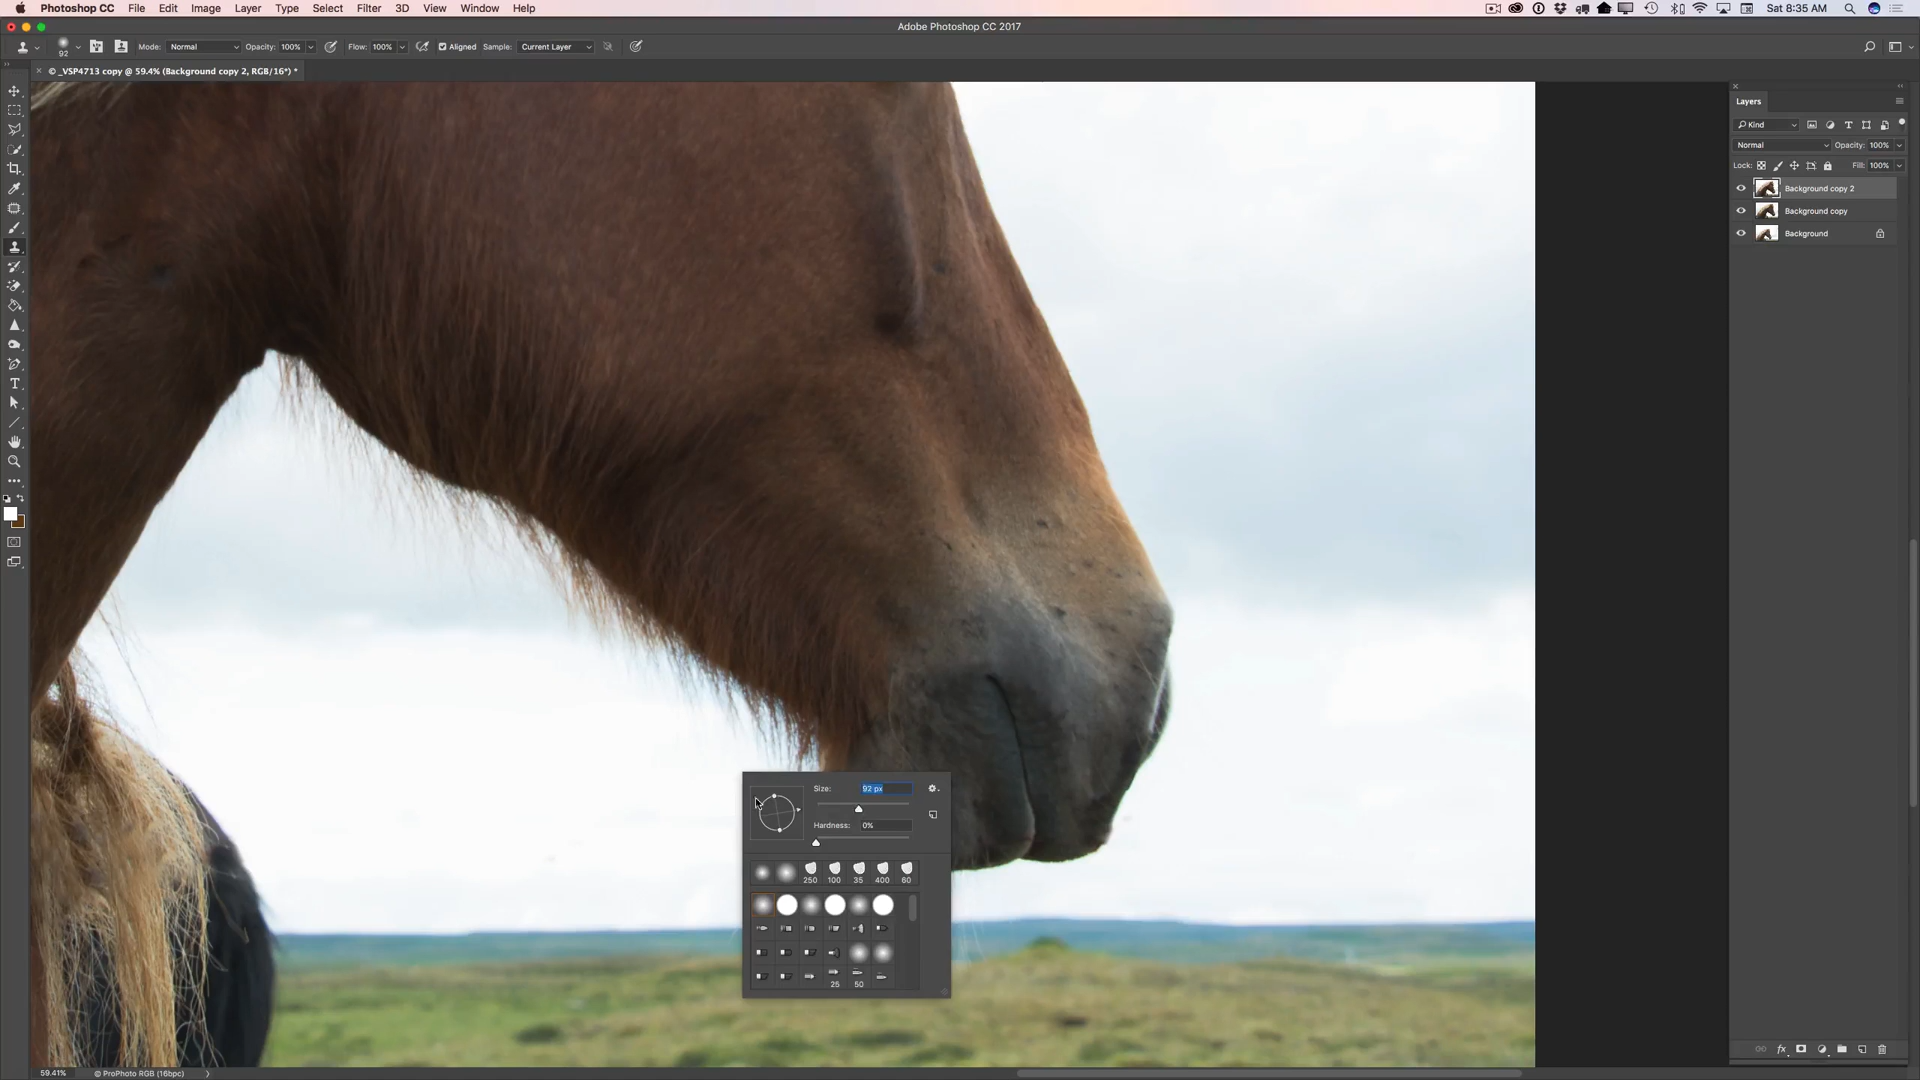 Photoshop CC File Edit Image Layer Type Select Filter 3D View Window Help Sat 8:35 AM
Adobe Photoshop CC 2017
92 Mode: Normal Opacity: 100% Flow: 100% Aligned Sample: Current Layer
© _VSP4713 copy @ 59.4% (Background copy 2, RGB/16*) *
Layers
Kind
Normal Opacity: 100%
Lock: Fill: 100%
Background copy 2
Background copy
Background
Size: 92 px
Hardness: 0%
250 100 35 400 60
25 50
59.41% © ProPhoto RGB (16bpc)